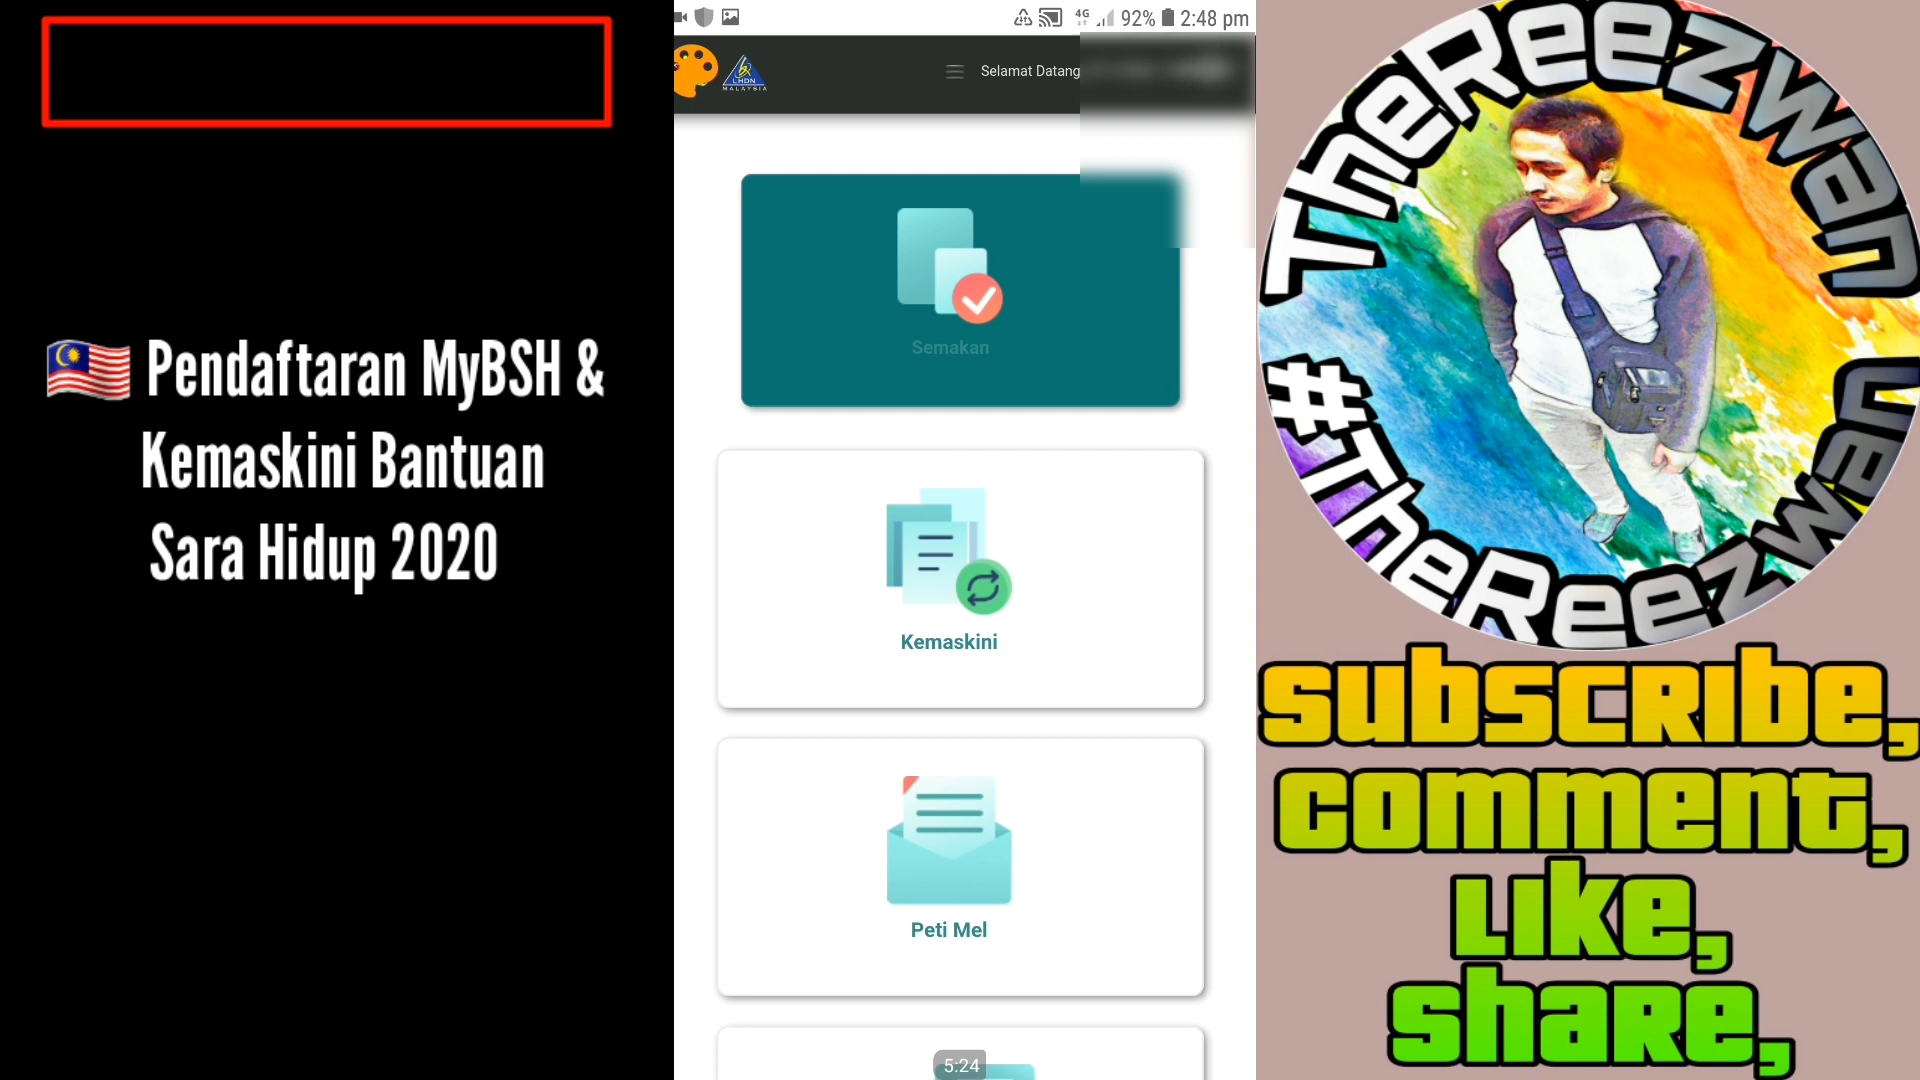 🇲🇾 Pendaftaran MyBSH &
Kemaskini Bantuan
Sara Hidup 2020
4G
92%
2:48 pm
LHDN
MALAYSIA
Selamat Datang
Semakan
Kemaskini
Peti Mel
5:24
TheReezwan
#TheReezwan
SUBSCRIBE,
COMMENT,
LIKE,
SHARE,